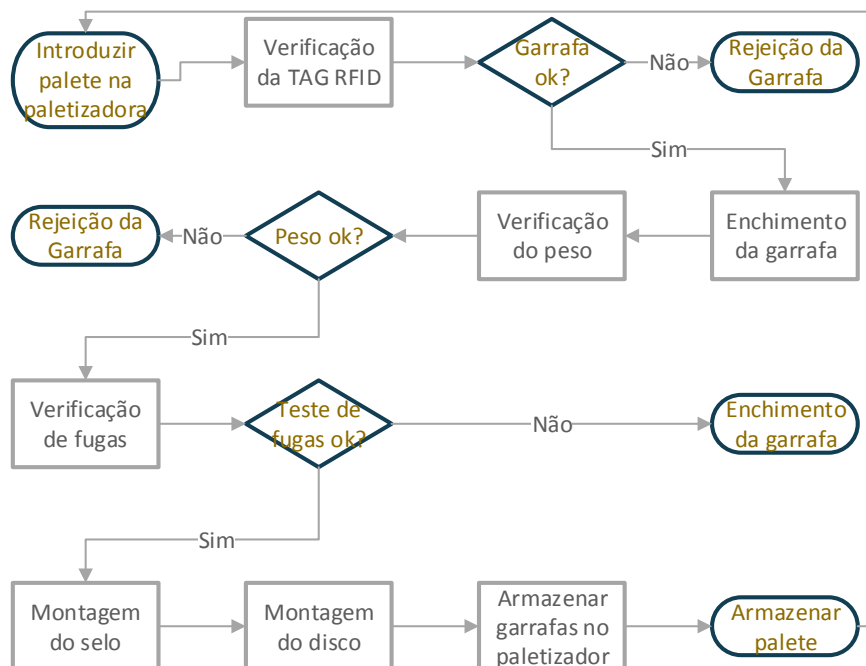 Introduzir
palete na
paletizadora
Verificação
da TAG RFID
Garrafa
ok?
Não
Rejeição da
Garrafa
Sim
Rejeição da
Garrafa
Não
Peso ok?
Verificação
do peso
Enchimento
da garrafa
Sim
Verificação
de fugas
Teste de
fugas ok?
Não
Enchimento
da garrafa
Sim
Montagem
do selo
Montagem
do disco
Armazenar
garrafas no
paletizador
Armazenar
palete